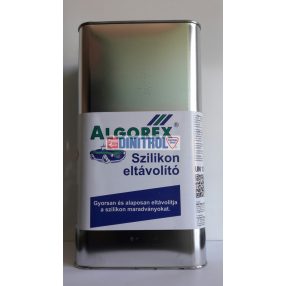 ALGOREX®
DINITROL
Szilikon
eltávolító
Gyorsan és alaposan eltávolítja
a szilikon maradványokat.